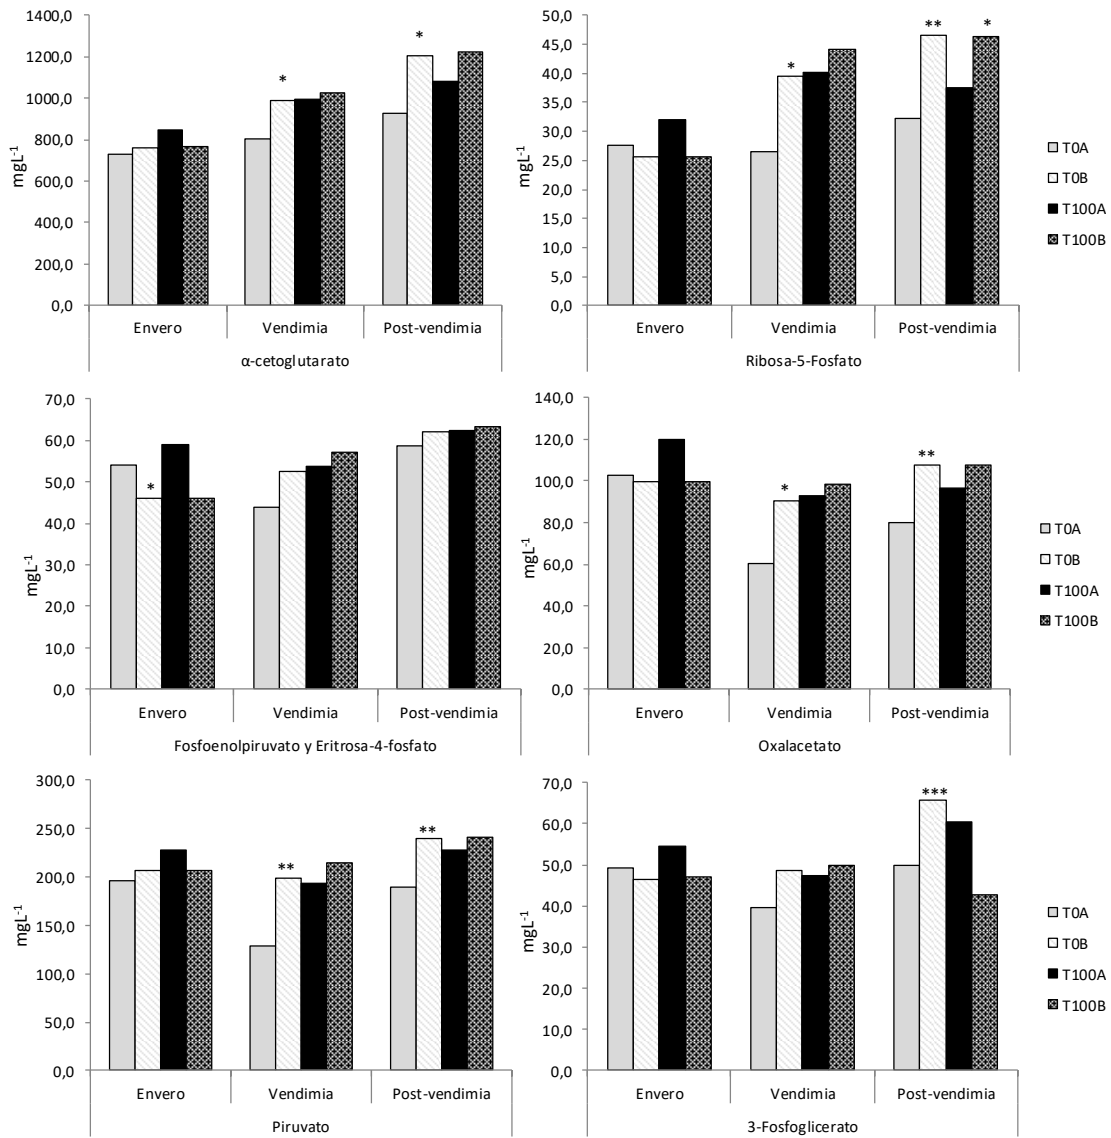 1400,0
1200,0
1000,0
800,0
600,0
400,0
200,0
0,0
mgL-1
*
*
Envero Vendimia Post-vendimia
α-cetoglutarato
50,0
45,0
40,0
35,0
30,0
25,0
20,0
15,0
10,0
5,0
0,0
mgL-1
*
**
*
Envero Vendimia Post-vendimia
Ribosa-5-Fosfato
T0A
T0B
T100A
T100B
70,0
60,0
50,0
40,0
30,0
20,0
10,0
0,0
mgL-1
*
Envero Vendimia Post-vendimia
Fosfoenolpiruvato y Eritrosa-4-fosfato
140,0
120,0
100,0
80,0
60,0
40,0
20,0
0,0
mgL-1
*
**
Envero Vendimia Post-vendimia
Oxalacetato
T0A
T0B
T100A
T100B
300,0
250,0
200,0
150,0
100,0
50,0
0,0
mgL-1
**
**
Envero Vendimia Post-vendimia
Piruvato
70,0
60,0
50,0
40,0
30,0
20,0
10,0
0,0
mgL-1
***
Envero Vendimia Post-vendimia
3-Fosfoglicerato
T0A
T0B
T100A
T100B